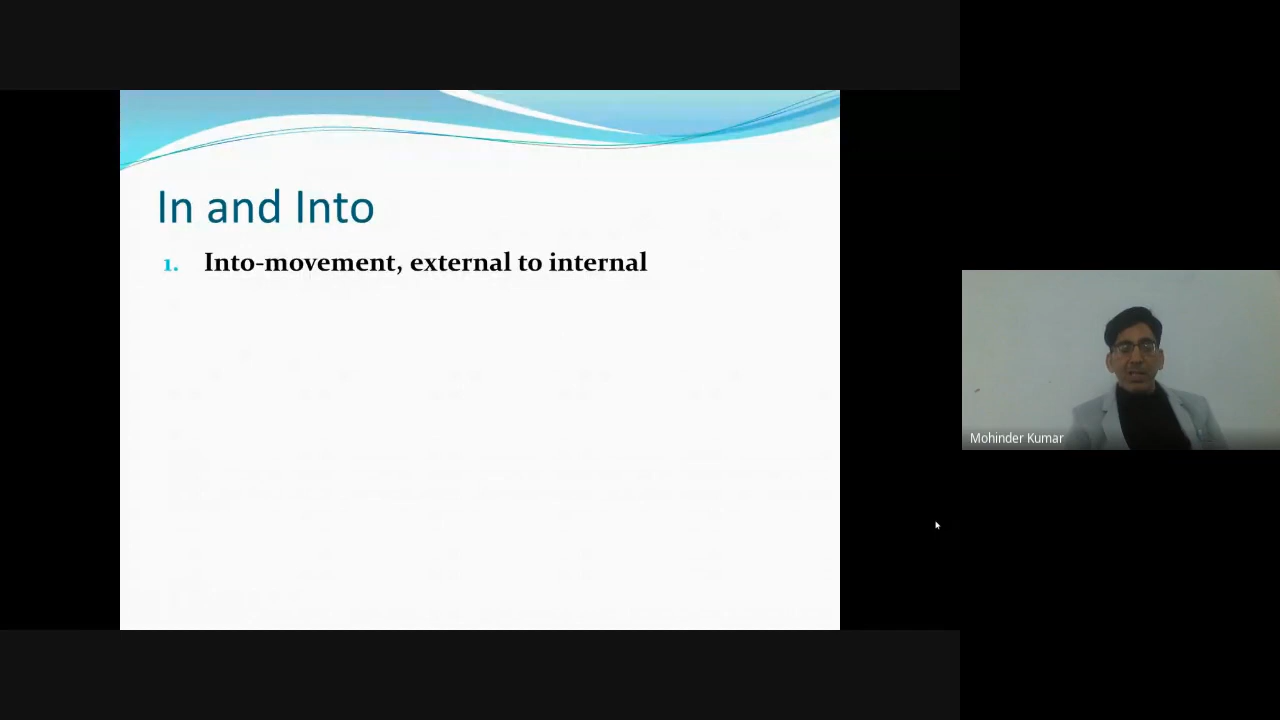 In and Into
1. Into-movement, external to internal
Mohinder Kumar